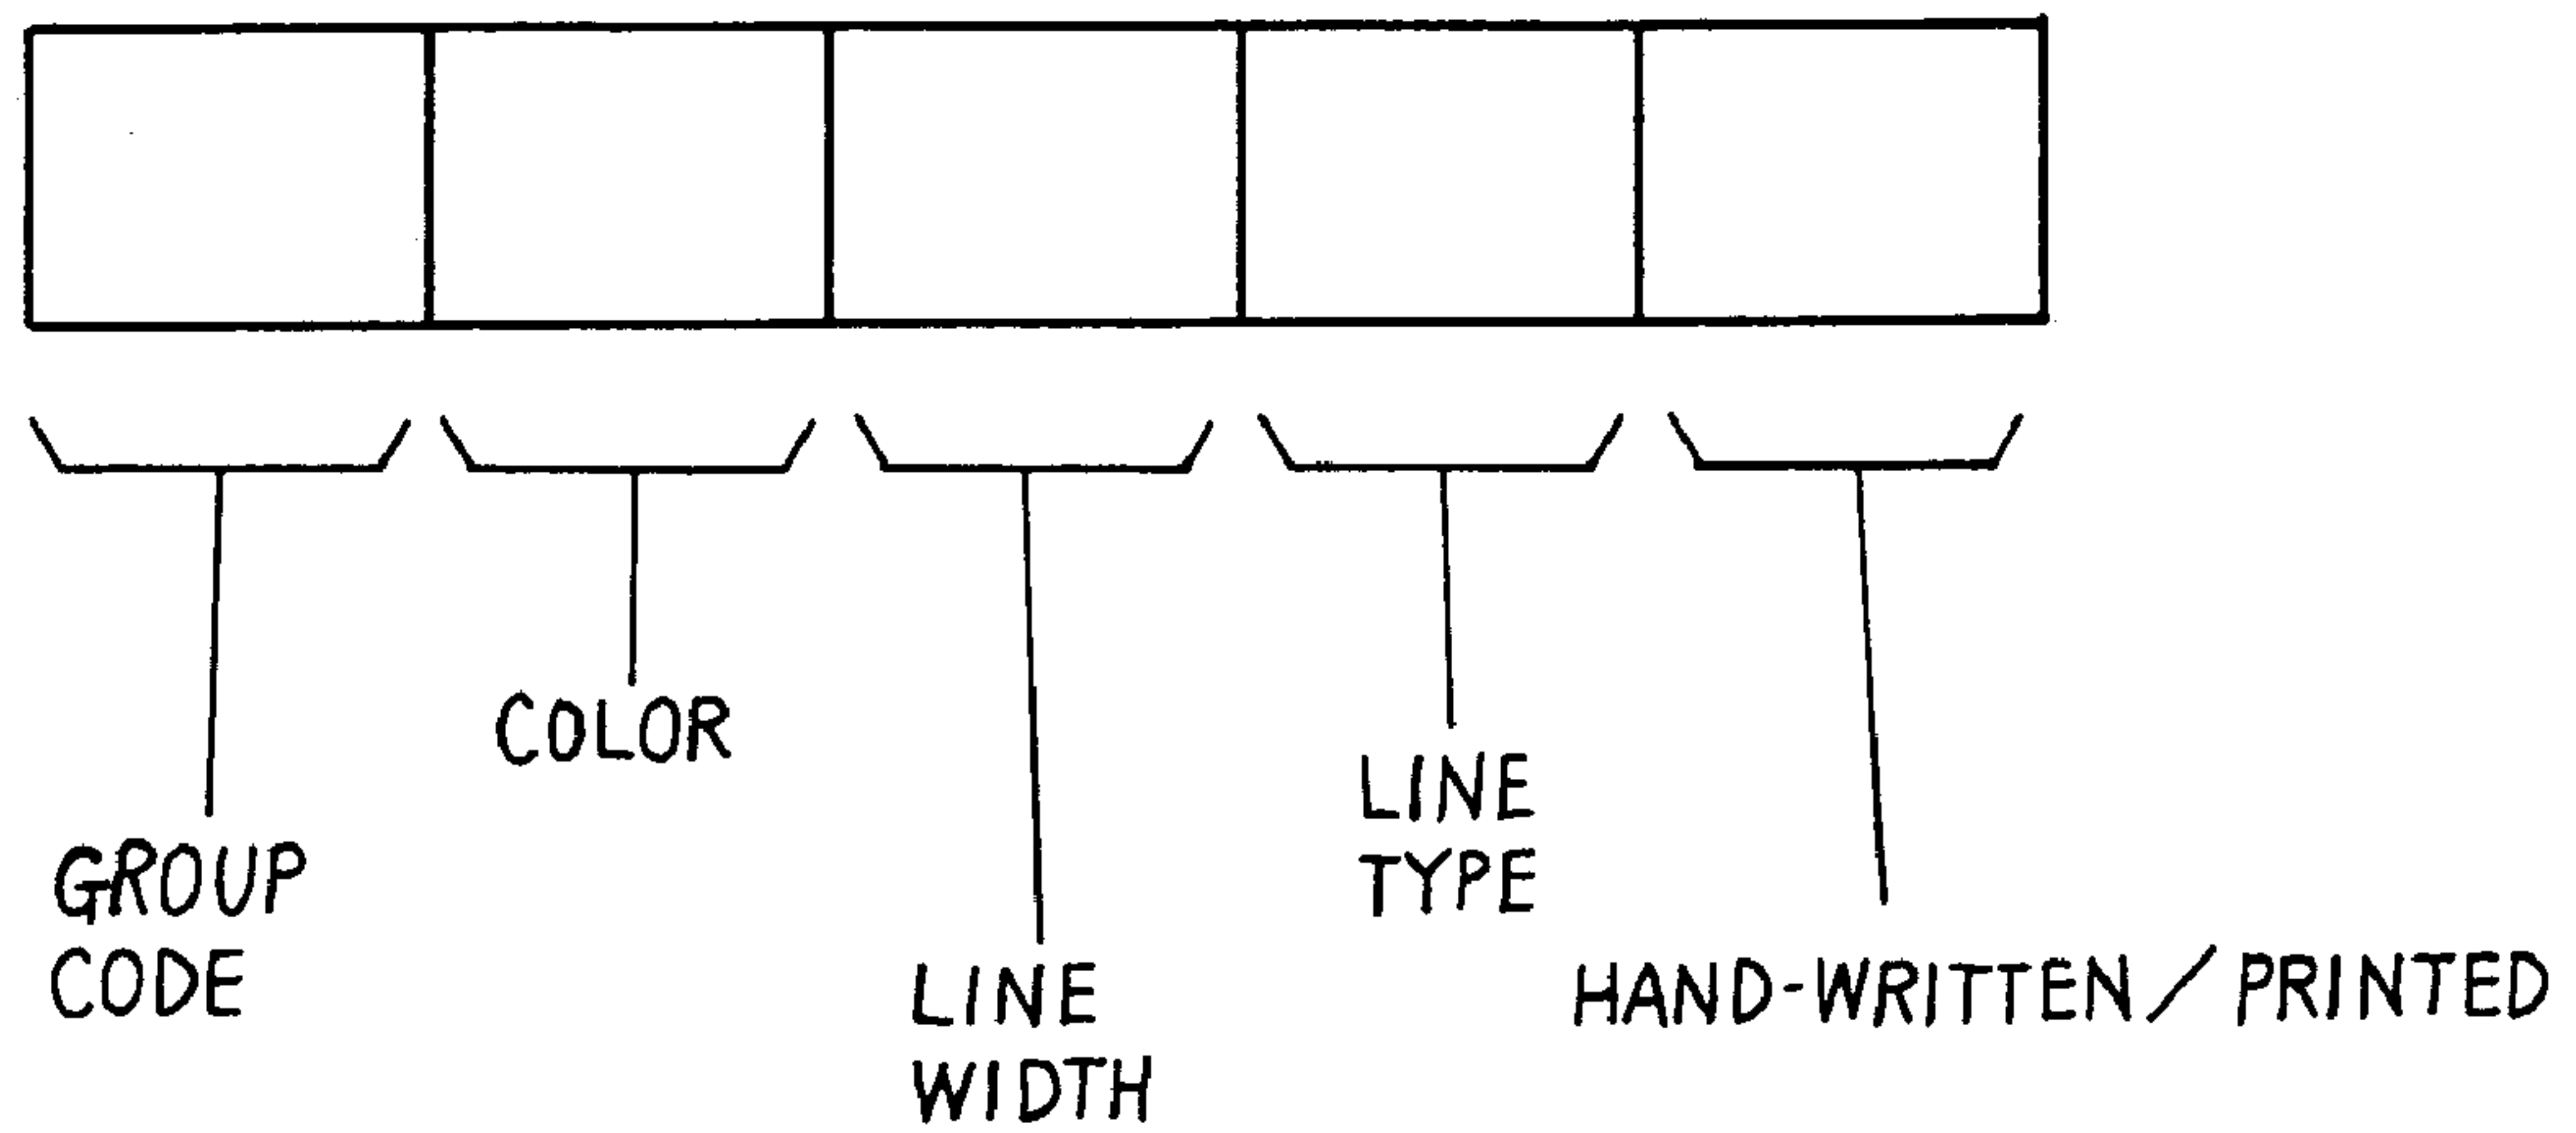 GROUP
CODE
COLOR
LINE
WIDTH
LINE
TYPE
HAND-WRITTEN/PRINTED